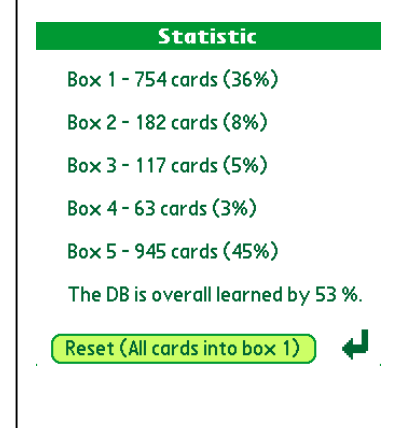 Statistic
Box 1 - 754 cards (36%)
Box 2 - 182 cards (8%)
Box 3 - 117 cards (5%)
Box 4 - 63 cards (3%)
Box 5 - 945 cards (45%)
The DB is overall learned by 53 %.
Reset (All cards into box 1)